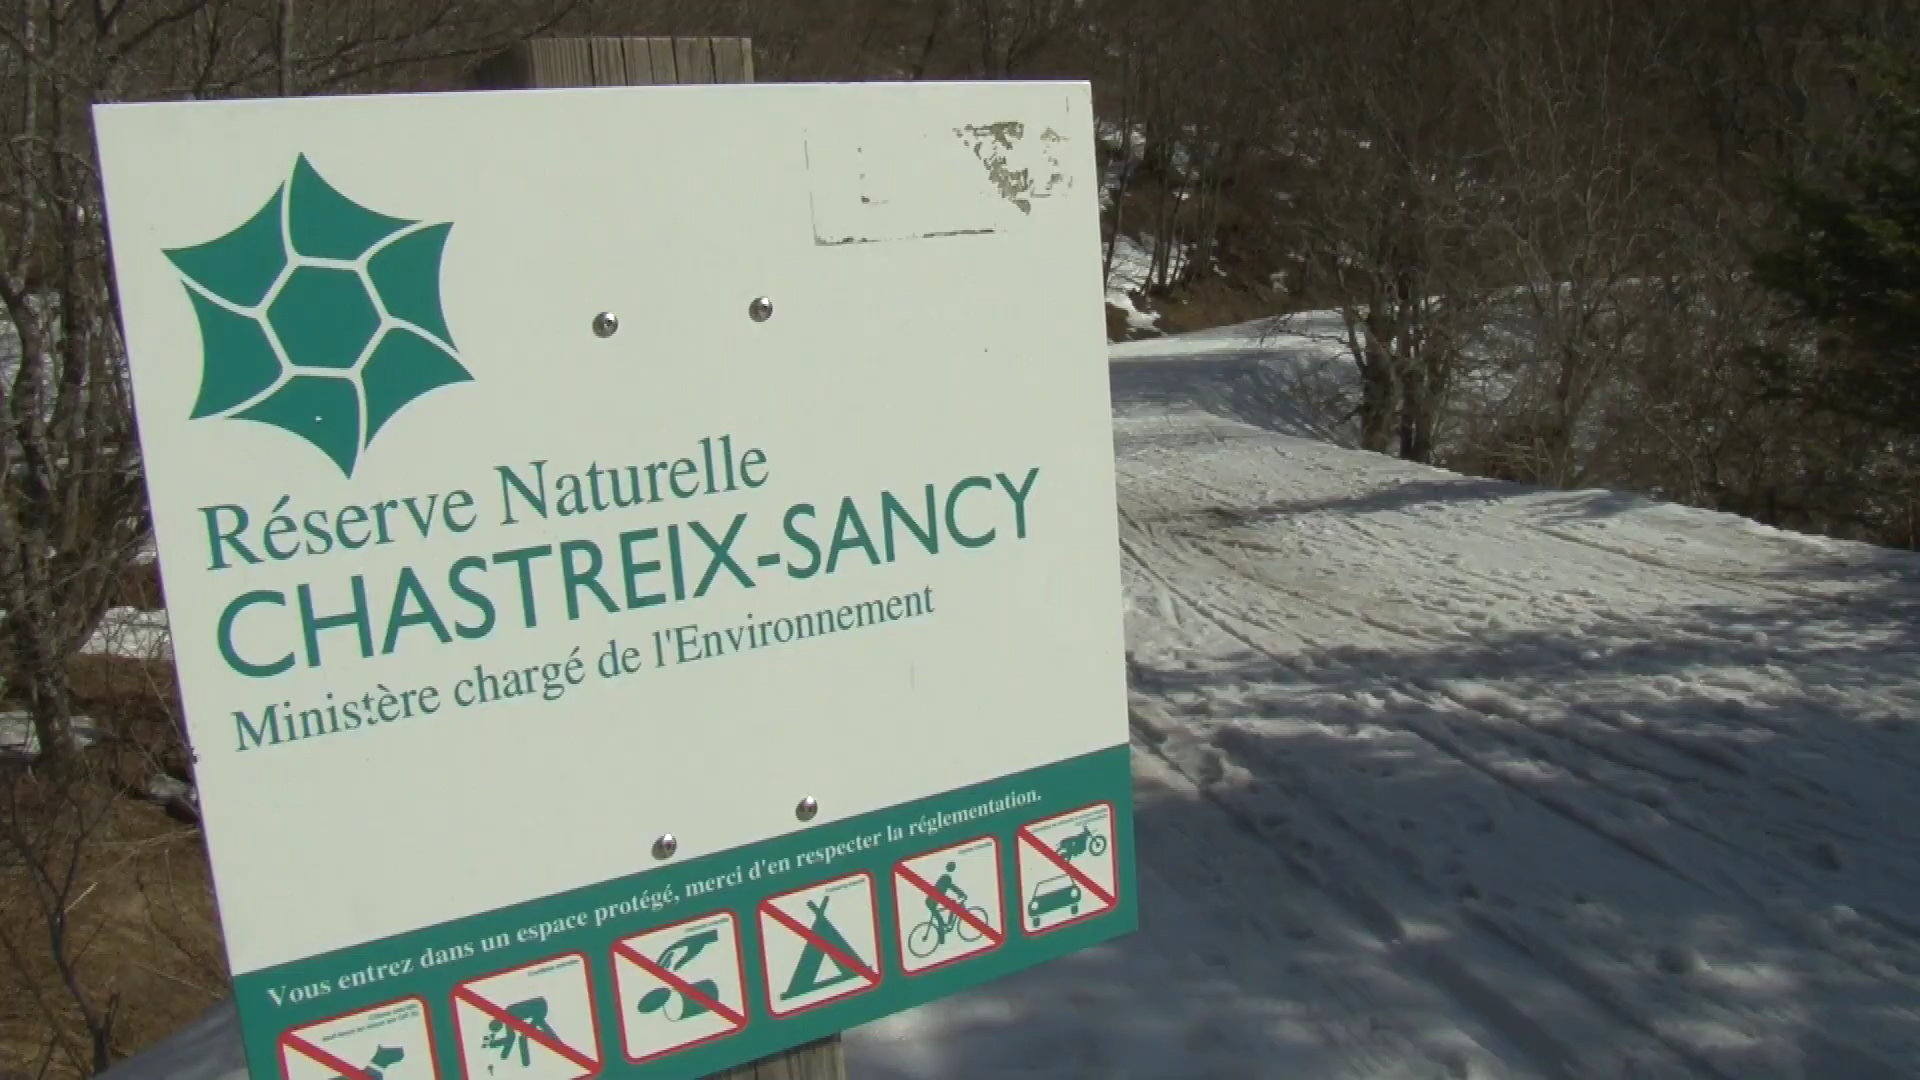 Réserve Naturelle
CHASTREIX-SANCY
Ministère chargé de l'Environnement
Vous entrez dans un espace protégé, merci d'en respecter la réglementation.